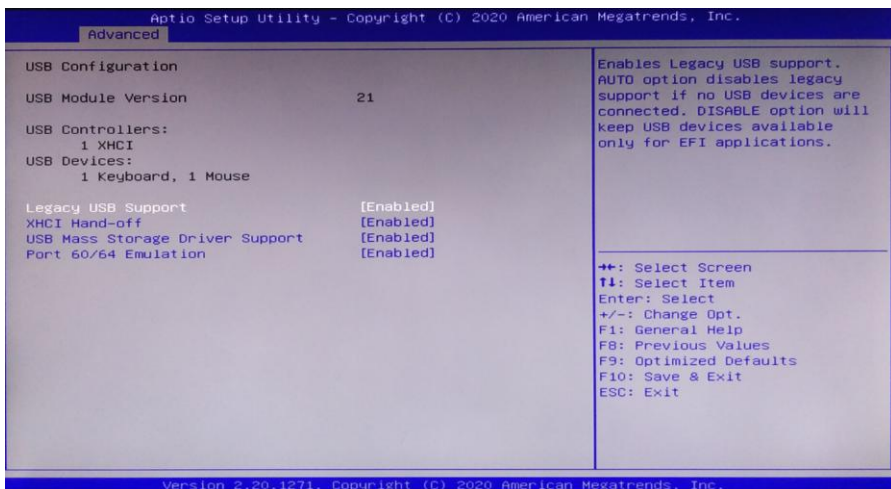 Aptio Setup Utility – Copyright (C) 2020 American Megatrends, Inc.
Advanced
USB Configuration
USB Module Version 21
USB Controllers:
1 XHCI
USB Devices:
1 Keyboard, 1 Mouse
Legacy USB Support [Enabled]
XHCI Hand-off [Enabled]
USB Mass Storage Driver Support [Enabled]
Port 60/64 Emulation [Enabled]
Enables Legacy USB support.
AUTO option disables legacy
support if no USB devices are
connected. DISABLE option will
keep USB devices available
only for EFI applications.
→←: Select Screen
↑↓: Select Item
Enter: Select
+/-: Change Opt.
F1: General Help
F8: Previous Values
F9: Optimized Defaults
F10: Save & Exit
ESC: Exit
Version 2.20.1271. Copyright (C) 2020 American Megatrends, Inc.